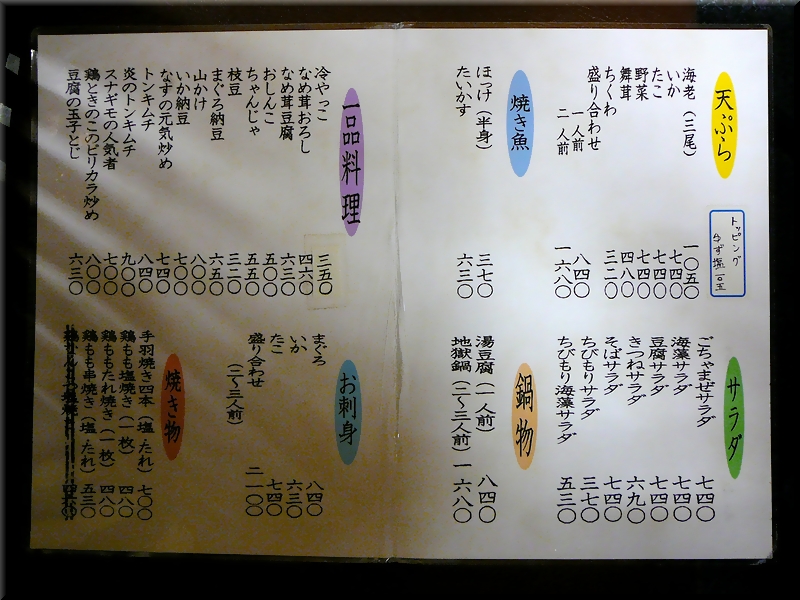 天ぷら
海老（三尾） 一〇五〇
いか 七四〇
たこ 七四〇
野菜 七四〇
舞茸 四八〇
ちくわ 三二〇
盛り合わせ
一人前 八四〇
二人前 一六八〇
トッピング
焼き魚
ほっけ（半身） 三七〇
たいかす 六三〇
サラダ
ごちゃまぜサラダ 七四〇
海藻サラダ 七四〇
豆腐サラダ 七四〇
きつねサラダ 六九〇
そばサラダ 七四〇
ちびもりサラダ 三七〇
ちびもり海藻サラダ 五三〇
鍋物
湯豆腐（一人前） 八四〇
地獄鍋（二〜三人前） 一六八〇
一品料理
冷やっこ 三五〇
なめ茸おろし 四六〇
なめ茸豆腐 六三〇
おしんこ 五〇〇
ちゃんじゃ 五五〇
枝豆 三二〇
まぐろ納豆 六五〇
山かけ 八〇〇
いか納豆 七〇〇
なすの元気炒め 七四〇
トンキムチ 八四〇
炎のトンキムチ 九〇〇
スナギモの人気者 七〇〇
鶏ときのこのピリカラ炒め 八〇〇
豆腐の玉子とじ 六三〇
お刺身
まぐろ 八四〇
いか 六三〇
たこ 七四〇
盛り合わせ
（二〜三人前） 二一〇〇
焼き物
手羽焼き四本（塩・たれ） 七〇〇
鶏もも塩焼き（一枚） 四八〇
鶏ももたれ焼き（一枚） 四八〇
鶏もも串焼き（塩・たれ） 五三〇